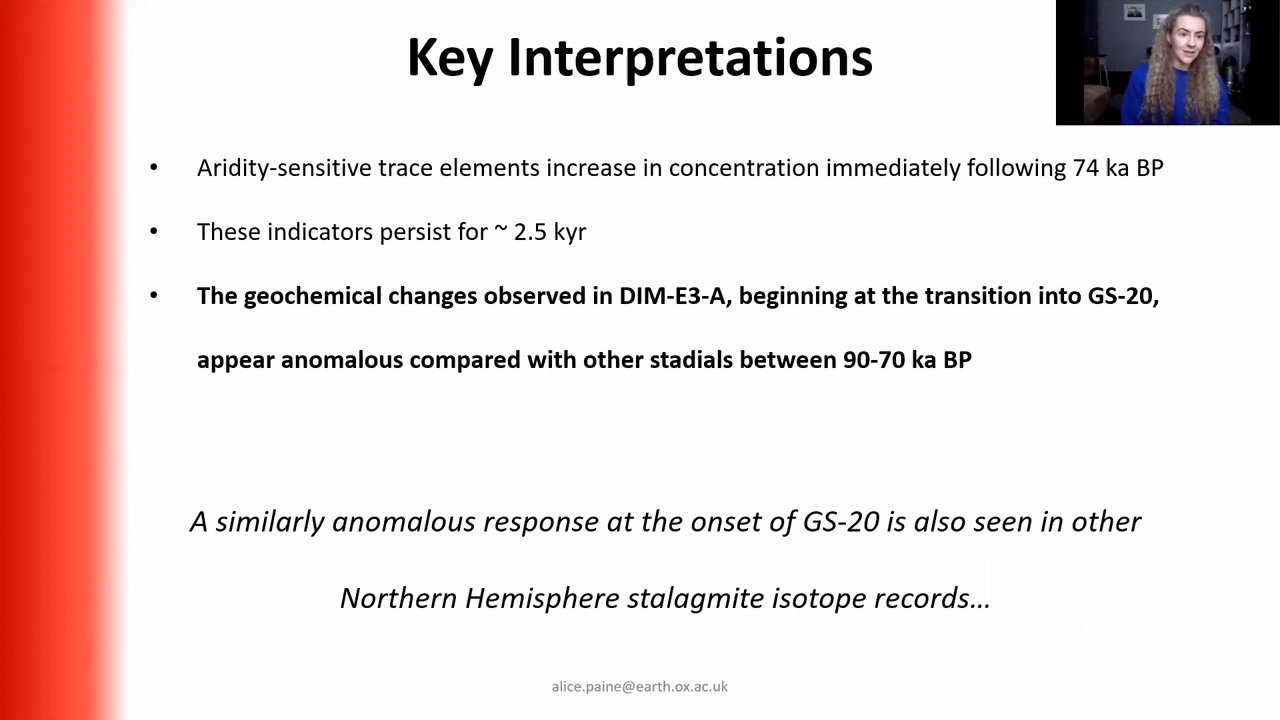 Key Interpretations
• Aridity-sensitive trace elements increase in concentration immediately following 74 ka BP
• These indicators persist for ~ 2.5 kyr
• The geochemical changes observed in DIM-E3-A, beginning at the transition into GS-20,
appear anomalous compared with other stadials between 90-70 ka BP
A similarly anomalous response at the onset of GS-20 is also seen in other
Northern Hemisphere stalagmite isotope records…
alice.paine@earth.ox.ac.uk